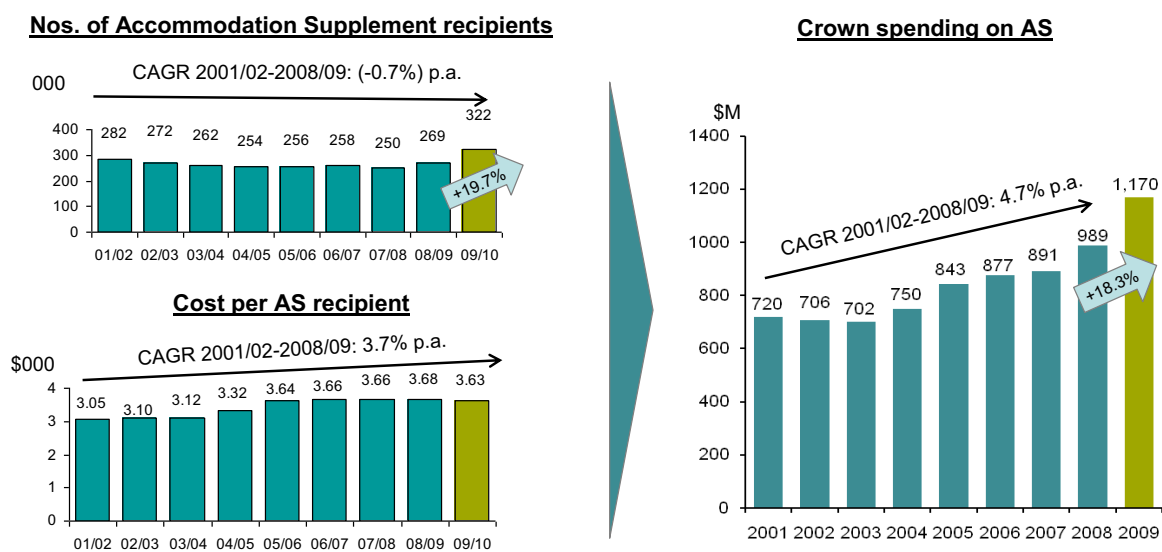 Nos. of Accommodation Supplement recipients
000
CAGR 2001/02-2008/09: (-0.7%) p.a.
400
300
200
100
0
282 272 262 254 256 258 250 269 322
+19.7%
01/02 02/03 03/04 04/05 05/06 06/07 07/08 08/09 09/10
Cost per AS recipient
$000
CAGR 2001/02-2008/09: 3.7% p.a.
4
3
2
1
0
3.05 3.10 3.12 3.32 3.64 3.66 3.66 3.68 3.63
01/02 02/03 03/04 04/05 05/06 06/07 07/08 08/09 09/10
Crown spending on AS
$M
1400
1200
1000
800
600
400
200
0
CAGR 2001/02-2008/09: 4.7% p.a.
720 706 702 750 843 877 891 989 1,170
+18.3%
2001 2002 2003 2004 2005 2006 2007 2008 2009